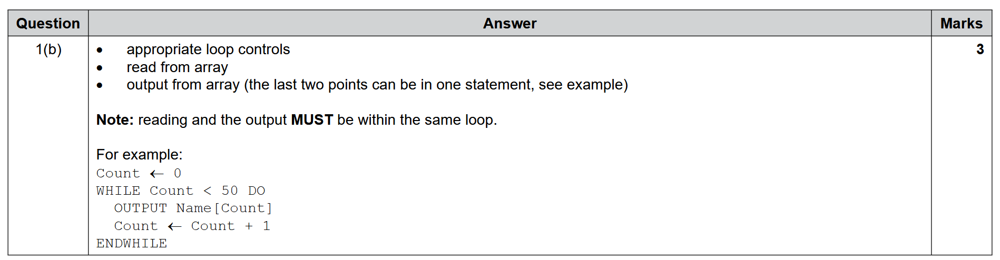 Question Answer Marks
1(b) • appropriate loop controls 3
• read from array
• output from array (the last two points can be in one statement, see example)
Note: reading and the output MUST be within the same loop.
For example:
Count ← 0
WHILE Count < 50 DO
  OUTPUT Name[Count]
  Count ← Count + 1
ENDWHILE